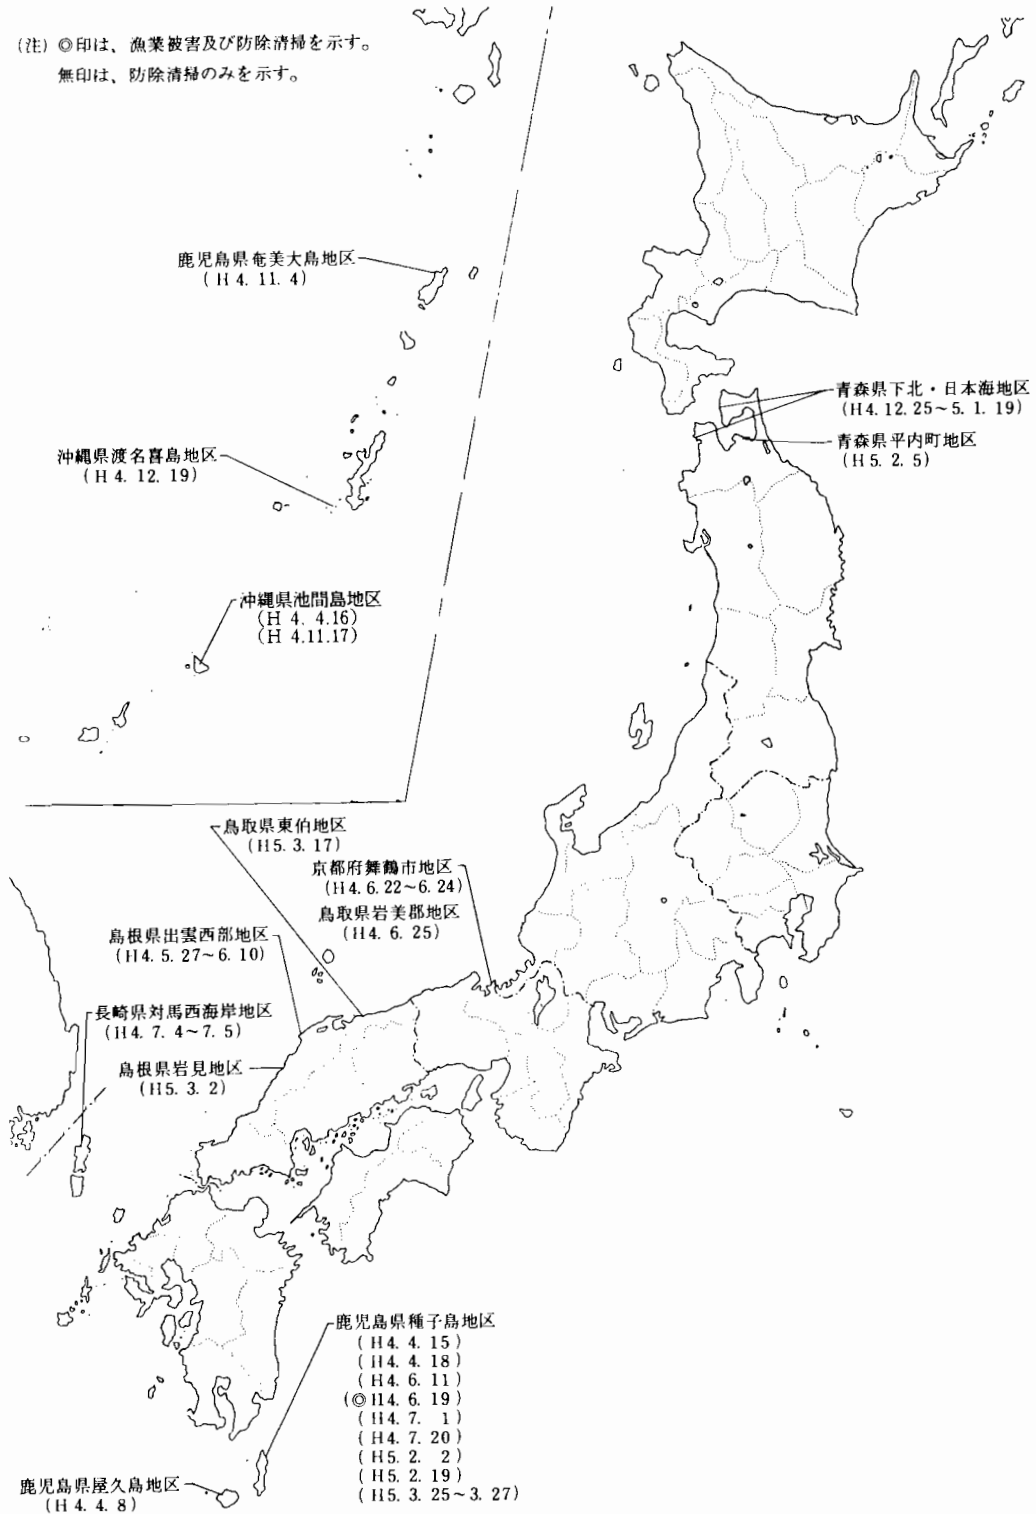 (注) ◎印は、漁業被害及び防除清掃を示す。
無印は、防除清掃のみを示す。
鹿児島県奄美大島地区
(H 4. 11. 4)
青森県下北・日本海地区
(H4. 12. 25～5. 1. 19)
青森県平内町地区
(H5. 2. 5)
沖縄県渡名喜島地区
(H 4. 12. 19)
沖縄県池間島地区
(H 4. 4.16)
(H 4.11.17)
鳥取県東伯地区
(H5. 3. 17)
京都府舞鶴市地区
(H4. 6. 22～6. 24)
鳥取県岩美郡地区
(H4. 6. 25)
島根県出雲西部地区
(H4. 5. 27～6. 10)
長崎県対馬西海岸地区
(H4. 7. 4～7. 5)
島根県岩見地区
(H5. 3. 2)
鹿児島県種子島地区
(H4. 4. 15)
(H4. 4. 18)
(H4. 6. 11)
(◎H4. 6. 19)
(H4. 7. 1)
(H4. 7. 20)
(H5. 2. 2)
(H5. 2. 19)
(H5. 3. 25～3. 27)
鹿児島県屋久島地区
(H 4. 4. 8)